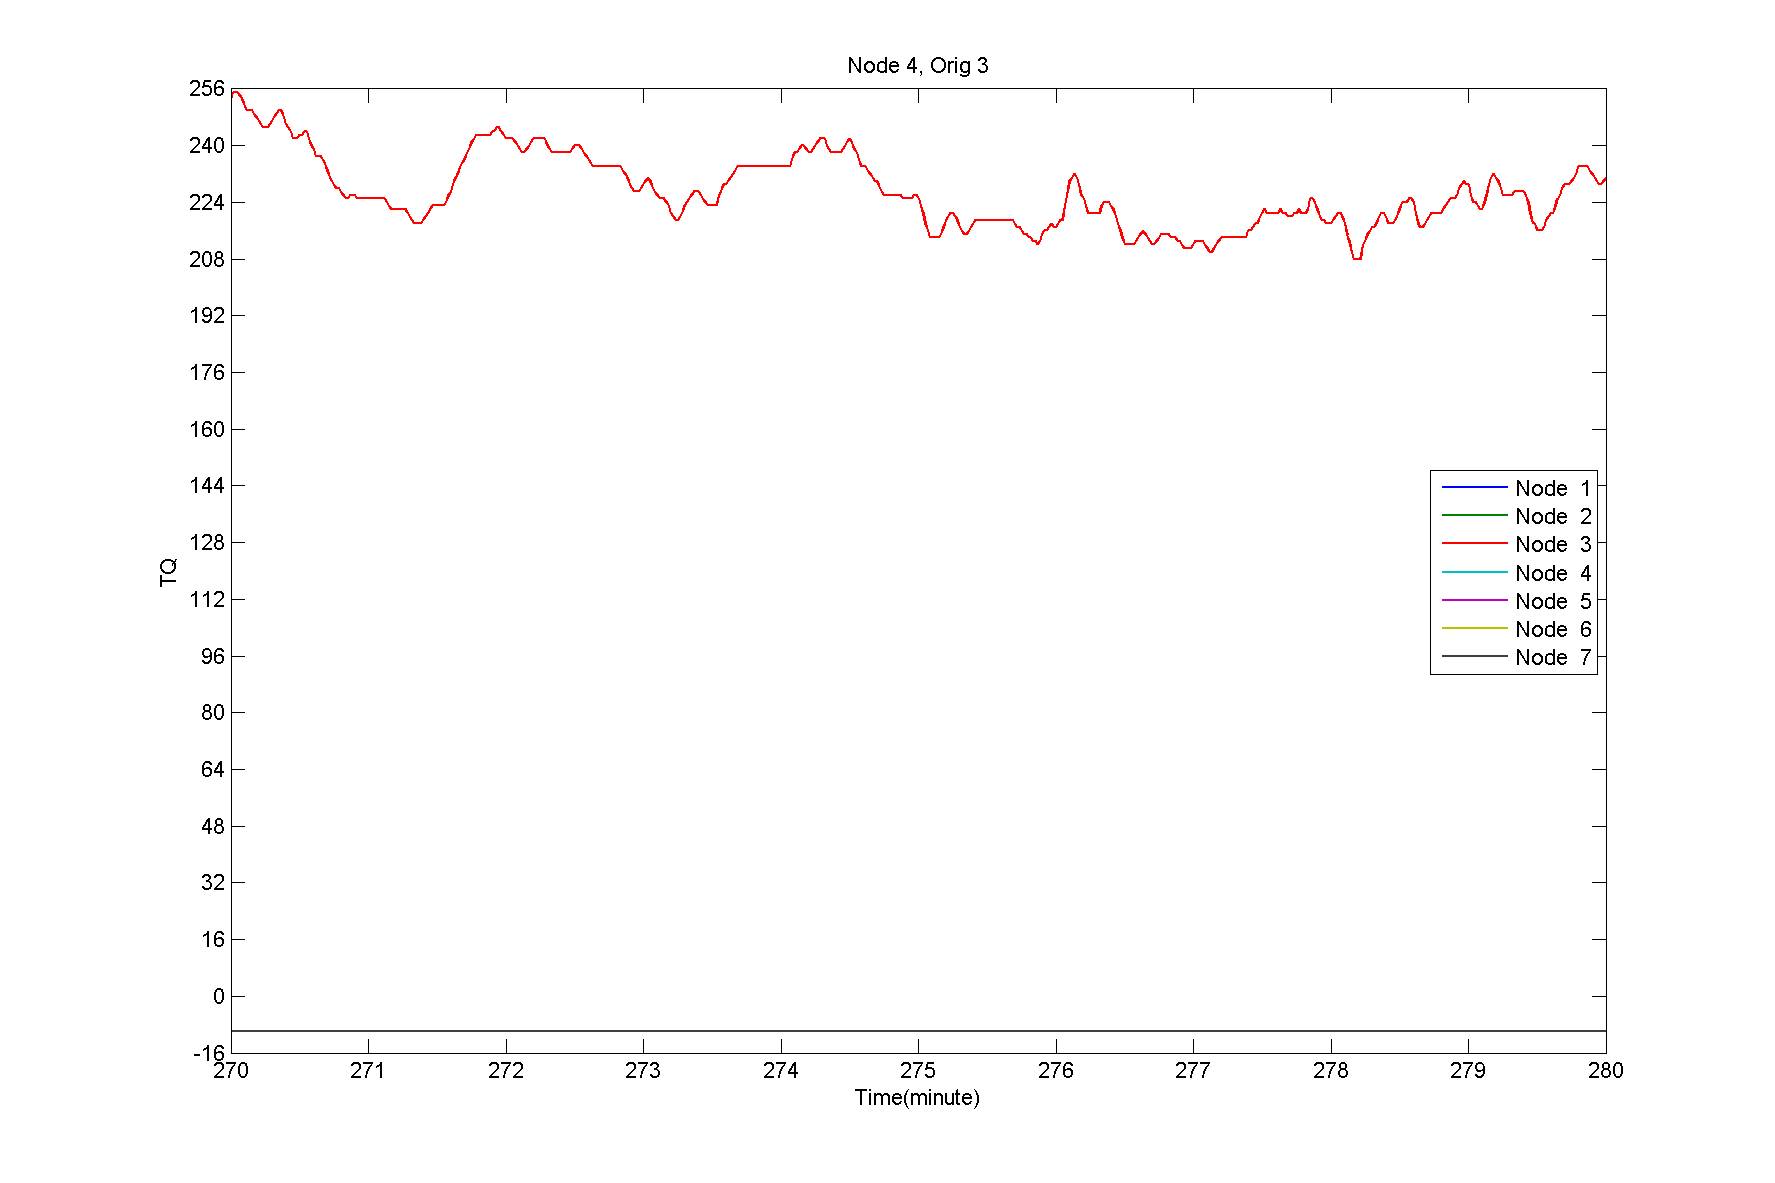 Node 4, Orig 3
256
240
224
208
192
176
160
144
128
112
96
80
64
48
32
16
0
-16
TQ
270 271 272 273 274 275 276 277 278 279 280
Time(minute)
Node 1
Node 2
Node 3
Node 4
Node 5
Node 6
Node 7